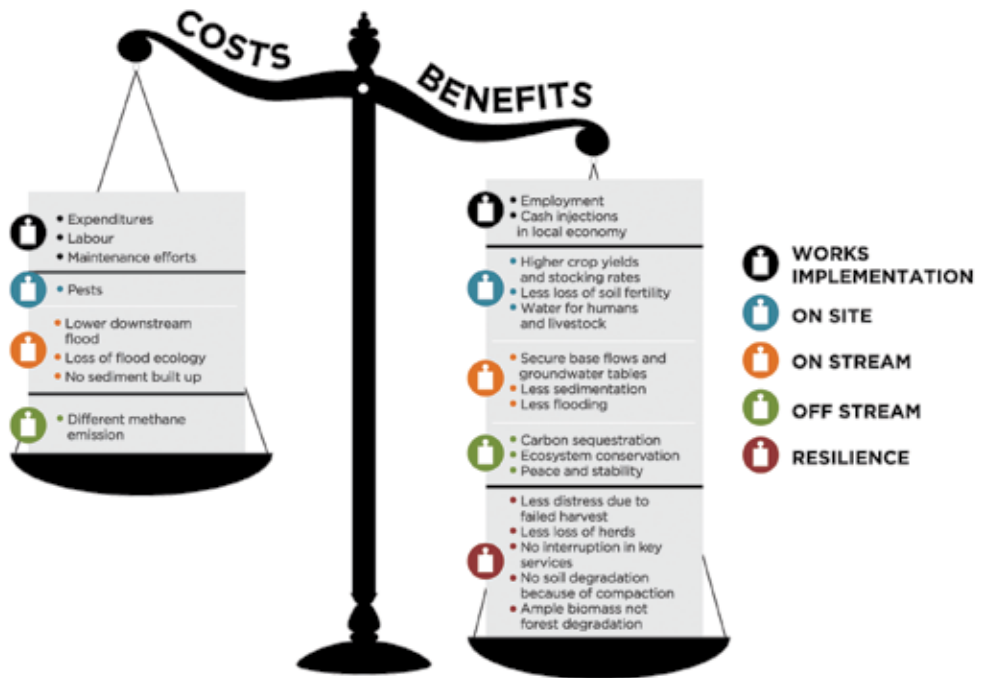 COSTS
BENEFITS
• Expenditures
• Labour
• Maintenance efforts
• Pests
• Lower downstream
flood
• Loss of flood ecology
• No sediment built up
• Different methane
emission
• Employment
• Cash injections
in local economy
• Higher crop yields
and stocking rates
• Less loss of soil fertility
• Water for humans
and livestock
• Secure base flows and
groundwater tables
• Less sedimentation
• Less flooding
• Carbon sequestration
• Ecosystem conservation
• Peace and stability
• Less distress due to
failed harvest
• Less loss of herds
• No interruption in key
services
• No soil degradation
because of compaction
• Ample biomass not
forest degradation
WORKS
IMPLEMENTATION
ON SITE
ON STREAM
OFF STREAM
RESILIENCE